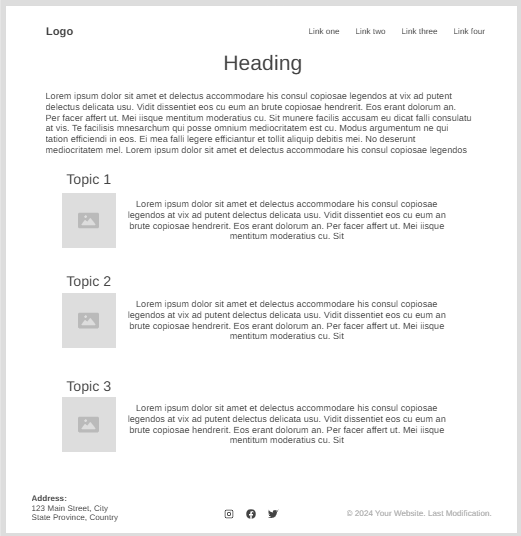 Logo
Link one Link two Link three Link four
Heading
Lorem ipsum dolor sit amet et delectus accommodare his consul copiosae legendos at vix ad putent
delectus delicata usu. Vidit dissentiet eos cu eum an brute copiosae hendrerit. Eos erant dolorum an.
Per facer affert ut. Mei iisque mentitum moderatius cu. Sit munere facilis accusam eu dicat falli consulatu
at vis. Te facilisis mnesarchum qui posse omnium mediocritatem est cu. Modus argumentum ne qui
tation efficiendi in eos. Ei mea falli legere efficiantur et tollit aliquip debitis mei. No deserunt
mediocritatem mel. Lorem ipsum dolor sit amet et delectus accommodare his consul copiosae legendos
Topic 1
Lorem ipsum dolor sit amet et delectus accommodare his consul copiosae
legendos at vix ad putent delectus delicata usu. Vidit dissentiet eos cu eum an
brute copiosae hendrerit. Eos erant dolorum an. Per facer affert ut. Mei iisque
mentitum moderatius cu. Sit
Topic 2
Lorem ipsum dolor sit amet et delectus accommodare his consul copiosae
legendos at vix ad putent delectus delicata usu. Vidit dissentiet eos cu eum an
brute copiosae hendrerit. Eos erant dolorum an. Per facer affert ut. Mei iisque
mentitum moderatius cu. Sit
Topic 3
Lorem ipsum dolor sit amet et delectus accommodare his consul copiosae
legendos at vix ad putent delectus delicata usu. Vidit dissentiet eos cu eum an
brute copiosae hendrerit. Eos erant dolorum an. Per facer affert ut. Mei iisque
mentitum moderatius cu. Sit
Address:
123 Main Street, City
State Province, Country
© 2024 Your Website. Last Modification.